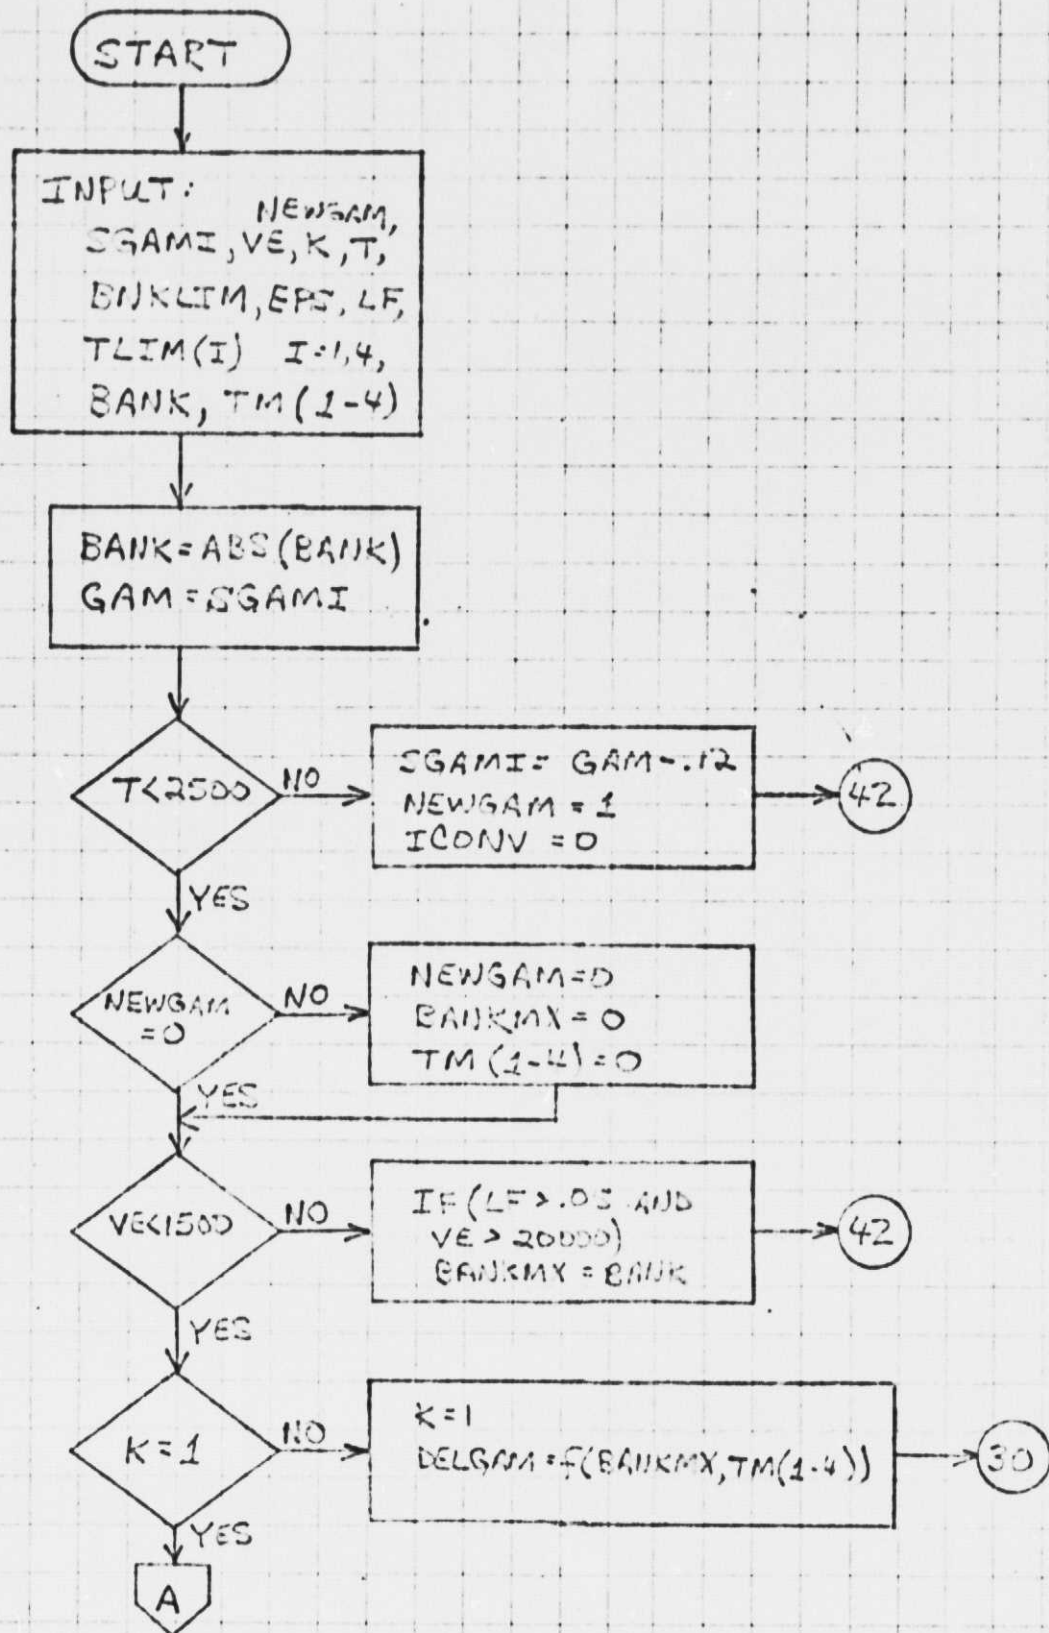 START
INPUT:
NEWGAM,
SGAMI, VE, K, T,
BNKLIM, EPS, LF,
TLIM(I) I=1,4,
BANK, TM(1-4)
BANK=ABS(BANK)
GAM=SGAMI
T<2500
NO
SGAMI= GAM-.12
NEWGAM = 1
ICONV = 0
42
YES
NEWGAM
=0
NO
NEWGAM=0
BANKMX=0
TM(1-4)=0
YES
VE<1500
NO
IF(LF>.05 AND
VE>20000)
BANKMX=BANK
42
YES
K=1
NO
K=1
DELGAM=f(BANKMX,TM(1-4))
30
YES
A